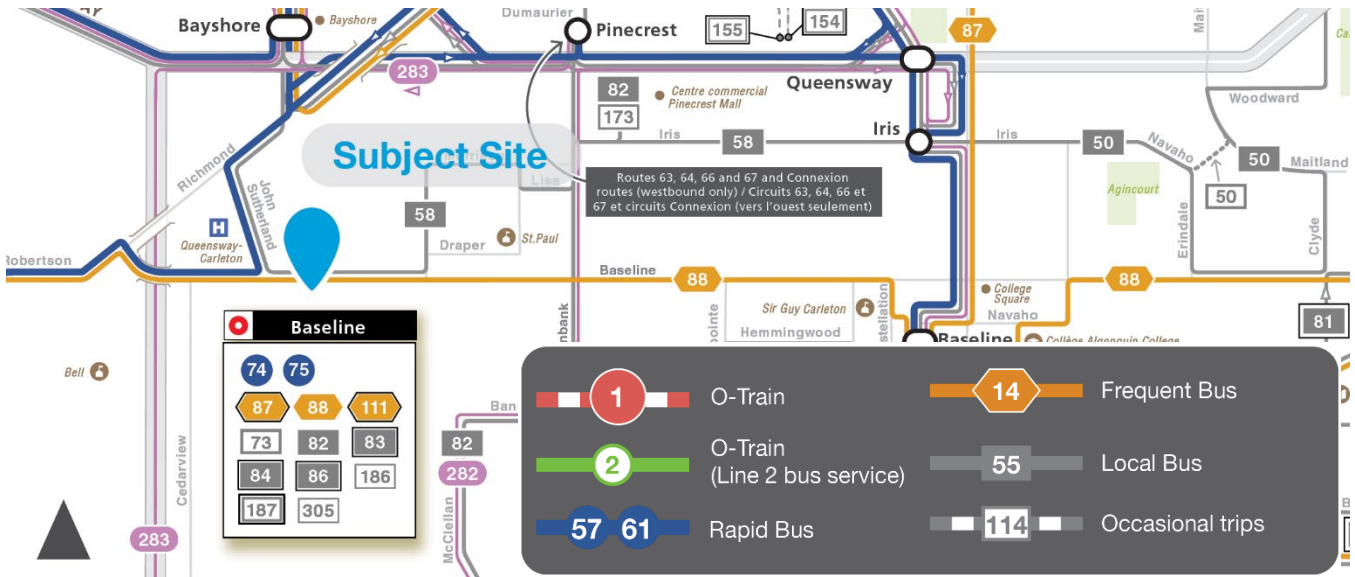 Bayshore
Bayshore
Dumaurier
Pinecrest
155
154
87
Queensway
Woodward
283
82
173
Centre commercial
Pinecrest Mall
Iris
58
Iris
Iris
50
Navaho
50
Maitland
50
Subject Site
Lisa
Routes 63, 64, 66 and 67 and Connexion
routes (westbound only) / Circuits 63, 64, 66 et
67 et circuits Connexion (vers l'ouest seulement)
Agincourt
Richmond
John
Sutherland
58
H
Queensway-
Carleton
Draper
St.Paul
Erindale
Clyde
Robertson
Baseline
88
88
Sir Guy Carleton
Hemmingwood
College
Square
Navaho
81
Baseline
Collège Algonquin College
Baseline
74 75
87 88 111
73 82 83
84 86 186
187 305
Bell
Cedarview
283
82
282
McClellan
1
O-Train
2
O-Train
(Line 2 bus service)
57 61
Rapid Bus
14
Frequent Bus
55
Local Bus
114
Occasional trips